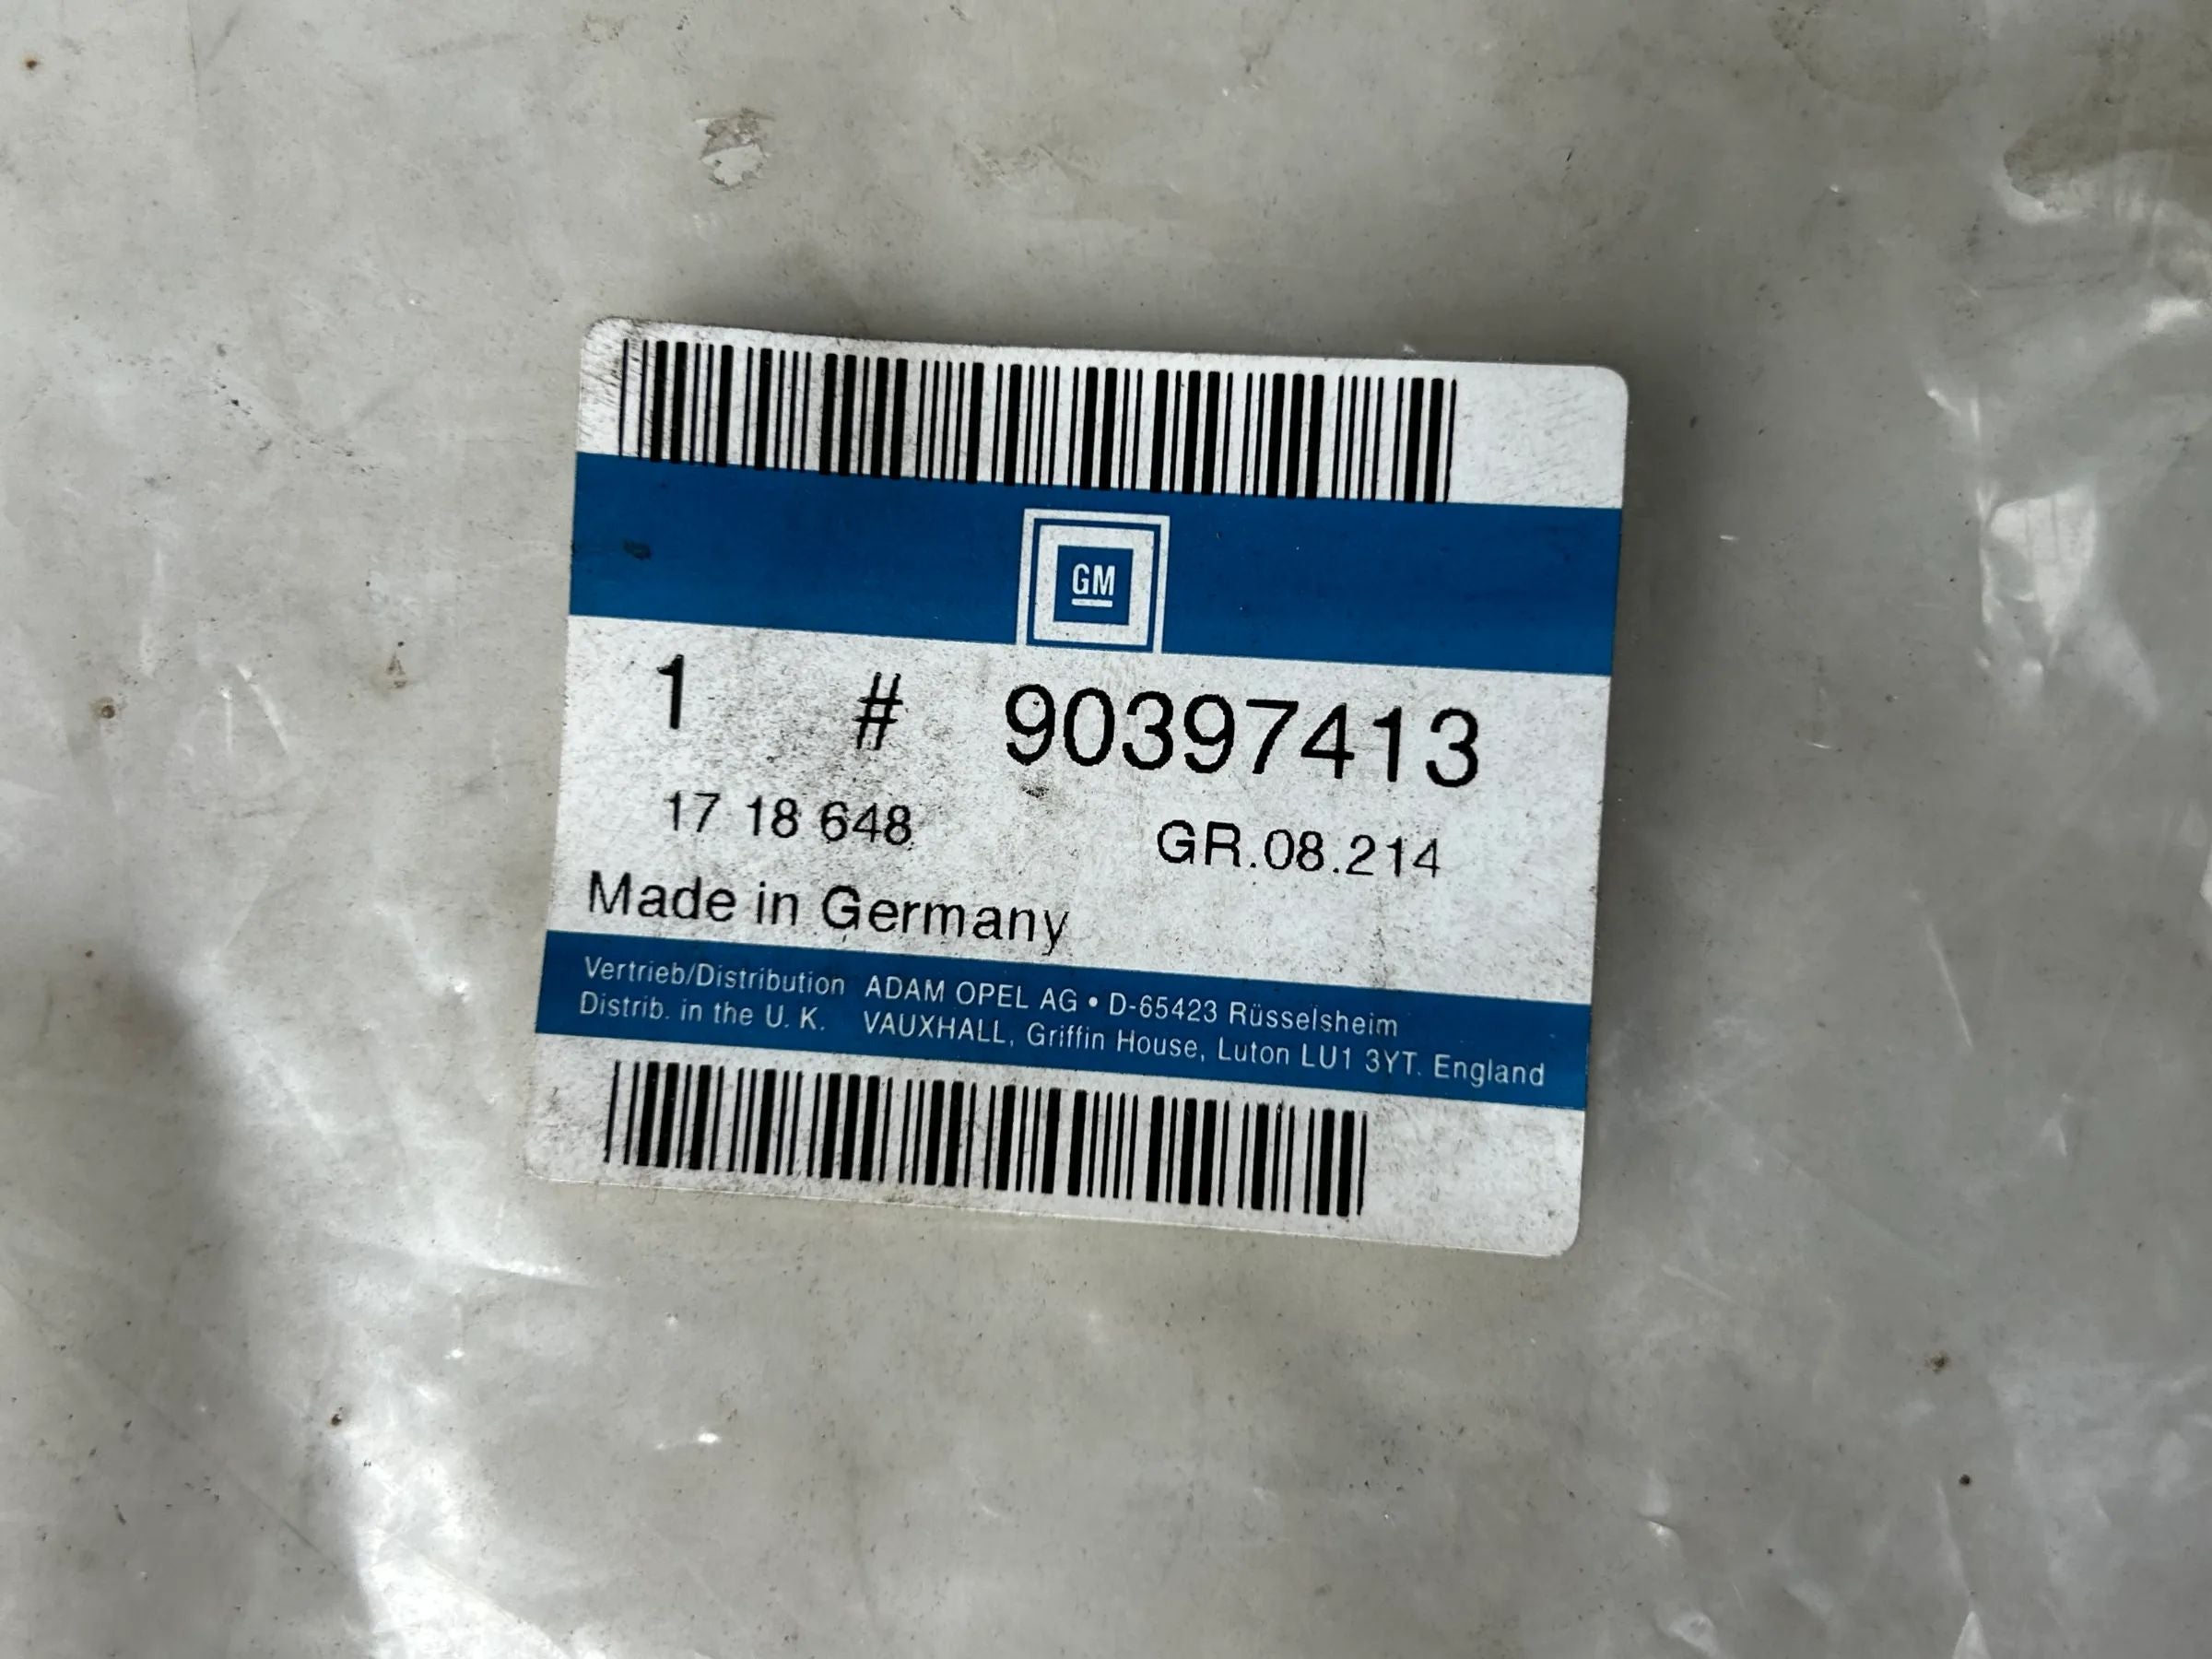 GM
1 # 90397413
17 18 648 GR.08.214
Made in Germany
Vertrieb/Distribution ADAM OPEL AG • D-65423 Rüsselsheim
Distrib. in the U. K. VAUXHALL, Griffin House, Luton LU1 3YT. England